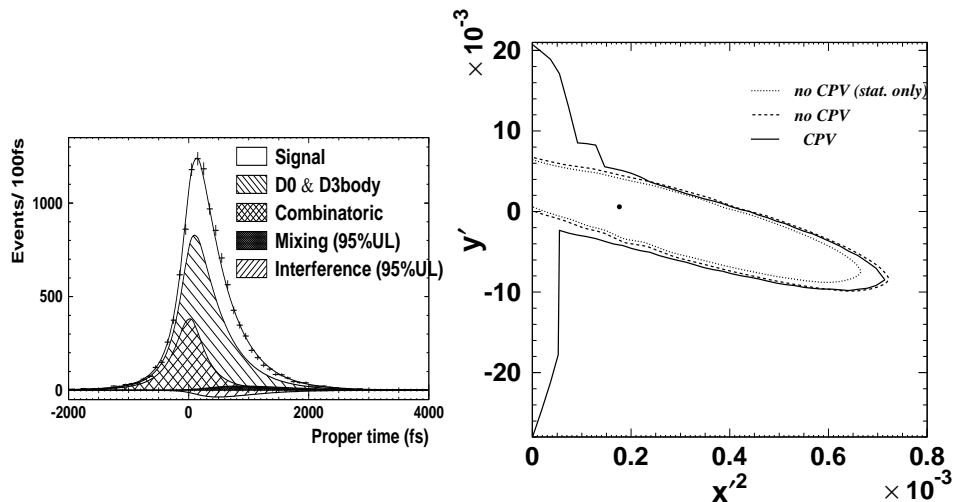 Events/ 100fs
1000
500
0
-2000
0
2000
4000
Proper time (fs)
Signal
D0 & D3body
Combinatoric
Mixing (95%UL)
Interference (95%UL)
× 10⁻³
y′
20
10
0
-10
-20
no CPV (stat. only)
no CPV
CPV
0
0.2
0.4
0.6
0.8
x′²
× 10⁻³